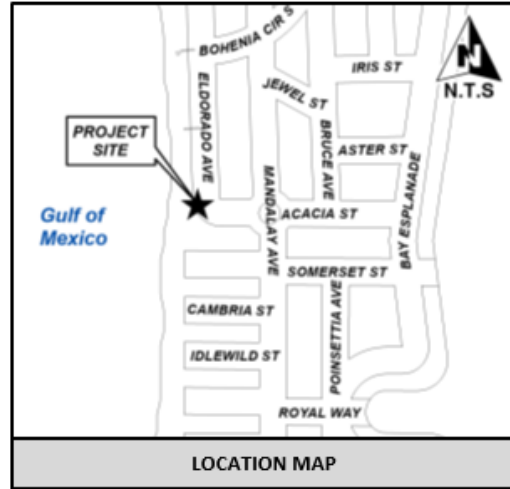 BOHENIA CIR S
IRIS ST
N
N.T.S
JEWEL ST
ELDORADO AVE
PROJECT
SITE
BRUCE AVE
ASTER ST
MANDALAY AVE
ACACIA ST
BAY ESPLANADE
Gulf of
Mexico
SOMERSET ST
POINSETTIA AVE
CAMBRIA ST
IDLEWILD ST
ROYAL WAY
LOCATION MAP